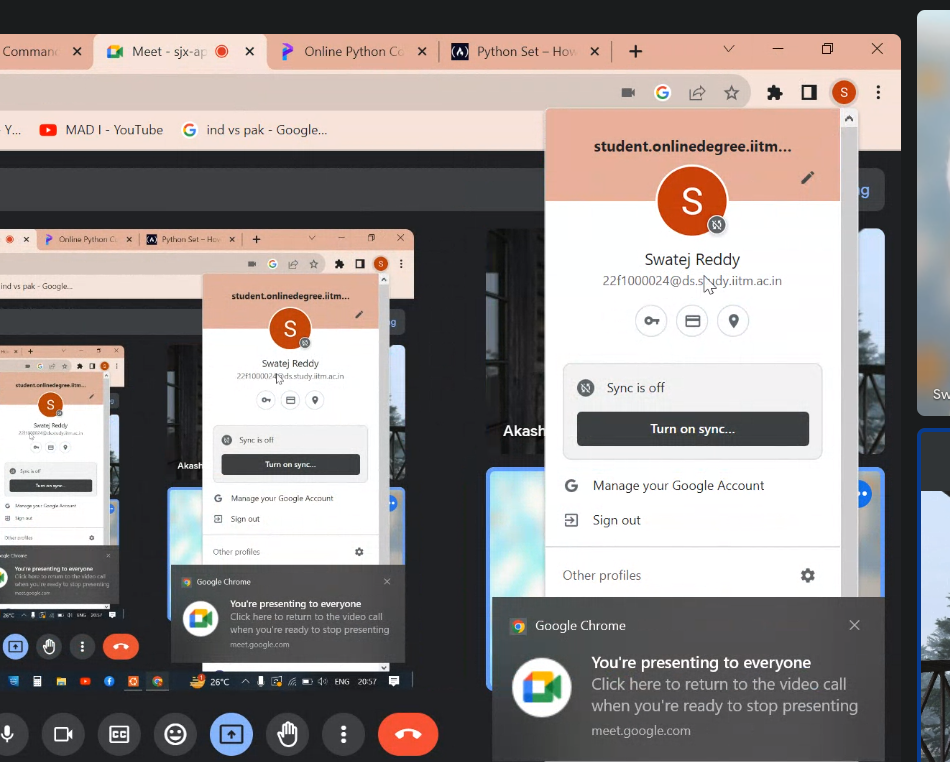 Comman
Meet - sjx-ap
Online Python Co
Python Set – How
S
Y...
MAD I - YouTube
ind vs pak - Google...
student.onlinedegree.iitm...
S
Swatej Reddy
22f1000024@ds.study.iitm.ac.in
Sync is off
Turn on sync...
Manage your Google Account
Sign out
Other profiles
Akash
Sw
Google Chrome
You're presenting to everyone
Click here to return to the video call
when you're ready to stop presenting
meet.google.com
Online Python Co
Python Set – How
S
ind vs pak - Google...
student.onlinedegree.iitm...
S
Swatej Reddy
22f1000024@ds.study.iitm.ac.in
Sync is off
Turn on sync...
Manage your Google Account
Sign out
Other profiles
Akash
Google Chrome
You're presenting to everyone
Click here to return to the video call
when you're ready to stop presenting
meet.google.com
26°C
ENG
20:57
student.onlinedegree.iitm...
S
Swatej Reddy
Sync is off
Turn on sync...
Manage your Google Account
Sign out
Other profiles
Chrome
You're presenting to everyone
Click here to return to the video call
when you're ready to stop presenting
meet.google.com
26°C
ENG
20:57
CC